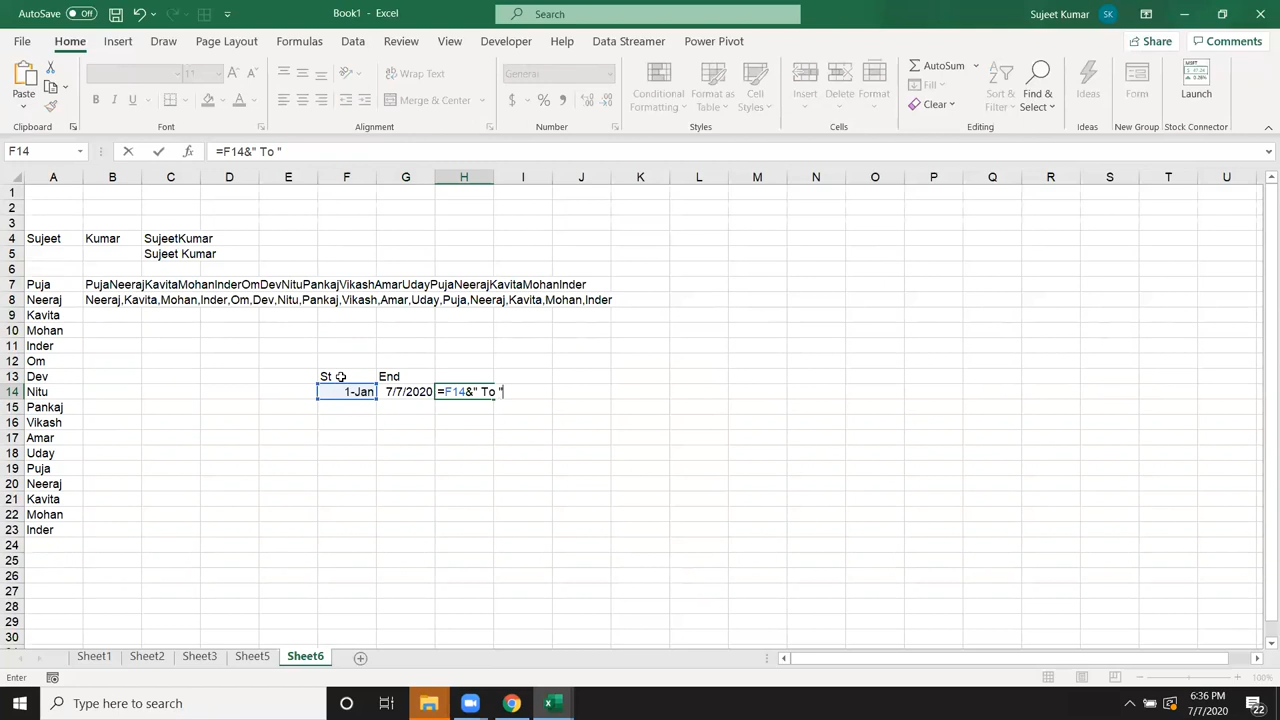 AutoSave Off Book1 - Excel Search Sujeet Kumar SK
File Home Insert Draw Page Layout Formulas Data Review View Developer Help Data Streamer Power Pivot Share Comments
Paste 11 Wrap Text General Conditional Formatting Format as Table Cell Styles Insert Delete Format AutoSum Fill Clear Sort & Filter Find & Select Ideas Form Launch
B I U Merge & Center $ % MSFT
Clipboard Font Alignment Number Styles Cells Editing Ideas New Group Stock Connector
F14 fx =F14&" To "
A B C D E F G H I J K L M N O P Q R S T U
1
2
3
4 Sujeet Kumar SujeetKumar
5 Sujeet Kumar
6
7 Puja PujaNeerajKavitaMohanInderOmDevNituPankajVikashAmarUdayPujaNeerajKavitaMohanInder
8 Neeraj Neeraj,Kavita,Mohan,Inder,Om,Dev,Nitu,Pankaj,Vikash,Amar,Uday,Puja,Neeraj,Kavita,Mohan,Inder
9 Kavita
10 Mohan
11 Inder
12 Om
13 Dev St End
14 Nitu 1-Jan 7/7/2020 =F14&" To "
15 Pankaj
16 Vikash
17 Amar
18 Uday
19 Puja
20 Neeraj
21 Kavita
22 Mohan
23 Inder
24
25
26
27
28
29
30
Sheet1 Sheet2 Sheet3 Sheet5 Sheet6
Enter 100%
Type here to search 6:36 PM
7/7/2020 22